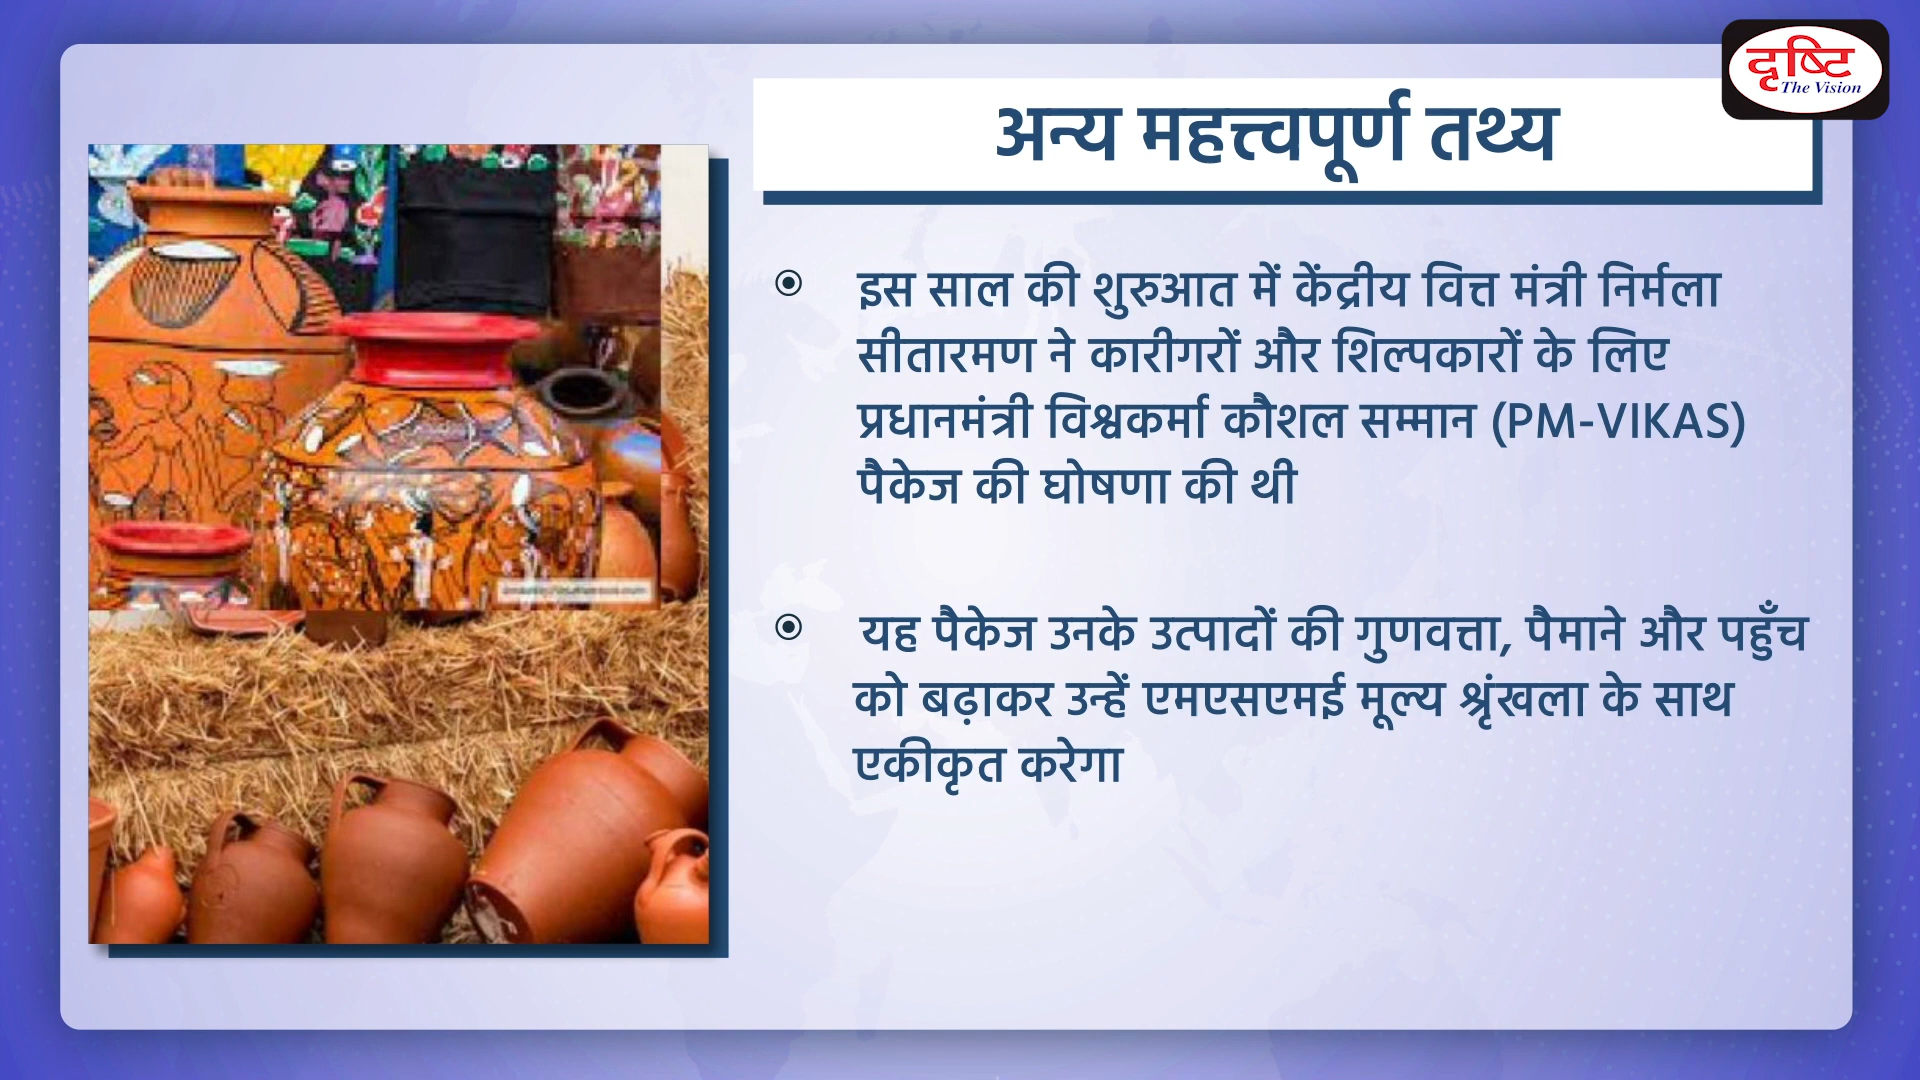 दृष्टि
The Vision
अन्य महत्त्वपूर्ण तथ्य
इस साल की शुरुआत में केंद्रीय वित्त मंत्री निर्मला
सीतारमण ने कारीगरों और शिल्पकारों के लिए
प्रधानमंत्री विश्वकर्मा कौशल सम्मान (PM-VIKAS)
पैकेज की घोषणा की थी
यह पैकेज उनके उत्पादों की गुणवत्ता, पैमाने और पहुँच
को बढ़ाकर उन्हें एमएसएमई मूल्य श्रृंखला के साथ
एकीकृत करेगा